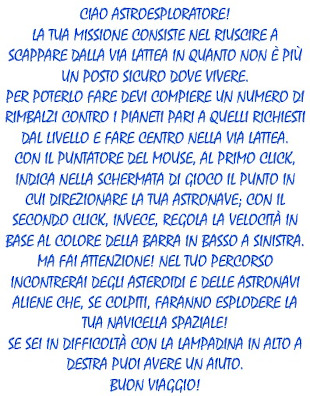 CIAO ASTROESPLORATORE!
LA TUA MISSIONE CONSISTE NEL RIUSCIRE A
SCAPPARE DALLA VIA LATTEA IN QUANTO NON È PIÙ
UN POSTO SICURO DOVE VIVERE.
PER POTERLO FARE DEVI COMPIERE UN NUMERO DI
RIMBALZI CONTRO I PIANETI PARI A QUELLI RICHIESTI
DAL LIVELLO E FARE CENTRO NELLA VIA LATTEA.
CON IL PUNTATORE DEL MOUSE, AL PRIMO CLICK,
INDICA NELLA SCHERMATA DI GIOCO IL PUNTO IN
CUI DIREZIONARE LA TUA ASTRONAVE; CON IL
SECONDO CLICK, INVECE, REGOLA LA VELOCITÀ IN
BASE AL COLORE DELLA BARRA IN BASSO A SINISTRA.
MA FAI ATTENZIONE! NEL TUO PERCORSO
INCONTRERAI DEGLI ASTEROIDI E DELLE ASTRONAVI
ALIENE CHE, SE COLPITI, FARANNO ESPLODERE LA
TUA NAVICELLA SPAZIALE!
SE SEI IN DIFFICOLTÀ CON LA LAMPADINA IN ALTO A
DESTRA PUOI AVERE UN AIUTO.
BUON VIAGGIO!